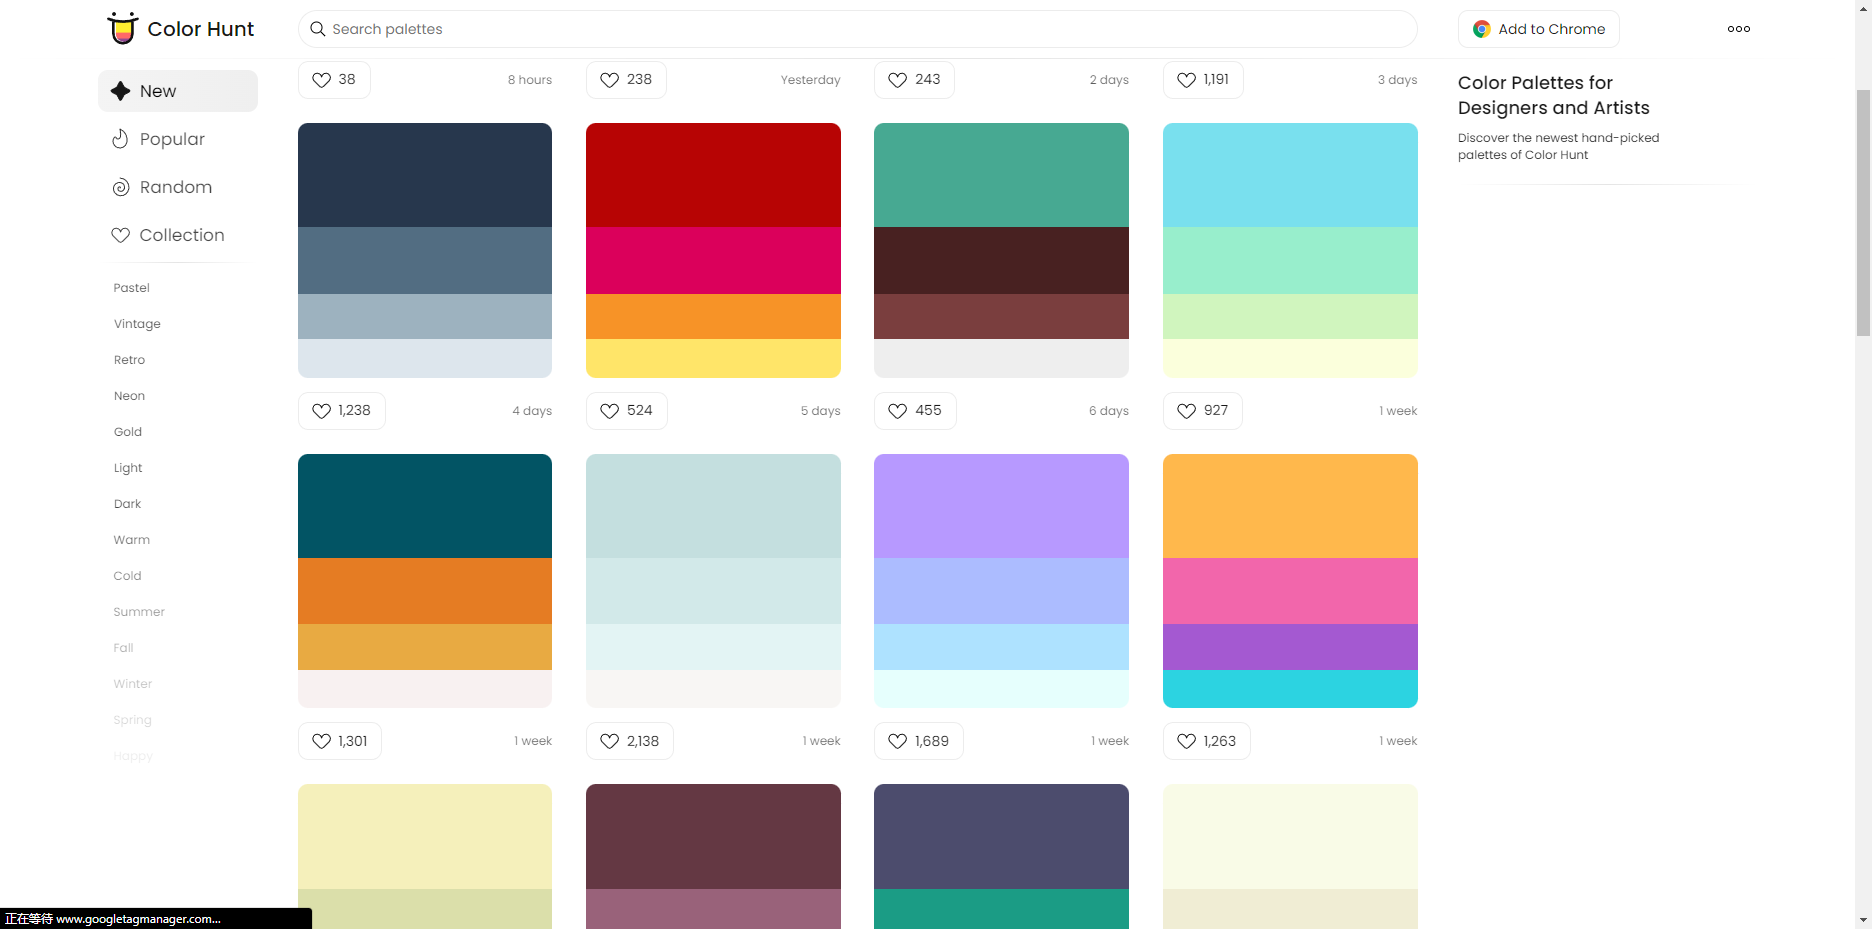 Color Hunt
Search palettes
Add to Chrome
New
Popular
Random
Collection
Pastel
Vintage
Retro
Neon
Gold
Light
Dark
Warm
Cold
Summer
Fall
Winter
Spring
Happy
38 8 hours
238 Yesterday
243 2 days
1,191 3 days
1,238 4 days
524 5 days
455 6 days
927 1 week
1,301 1 week
2,138 1 week
1,689 1 week
1,263 1 week
Color Palettes for
Designers and Artists
Discover the newest hand-picked
palettes of Color Hunt
正在等待 www.googletagmanager.com...